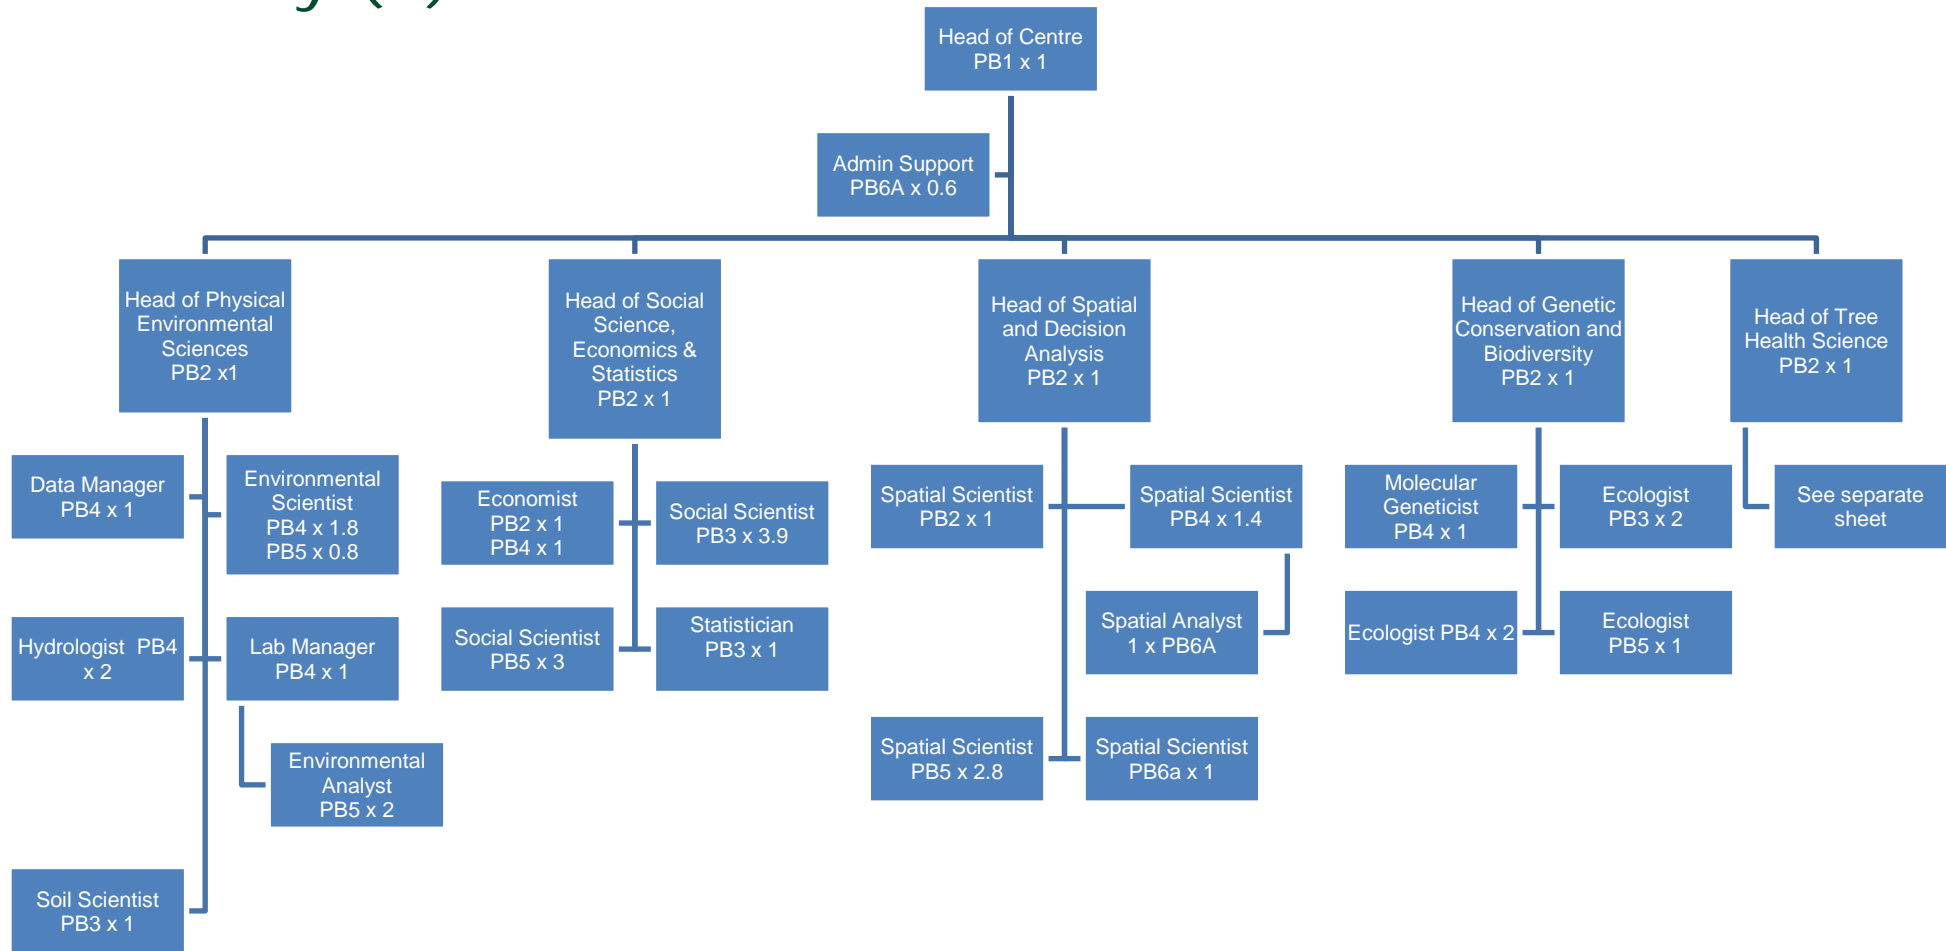 Head of Centre
PB1 x 1
Admin Support
PB6A x 0.6
Head of Physical
Environmental
Sciences
PB2 x1
Head of Social
Science,
Economics &
Statistics
PB2 x 1
Head of Spatial
and Decision
Analysis
PB2 x 1
Head of Genetic
Conservation and
Biodiversity
PB2 x 1
Head of Tree
Health Science
PB2 x 1
Data Manager
PB4 x 1
Environmental
Scientist
PB4 x 1.8
PB5 x 0.8
Hydrologist  PB4
x 2
Lab Manager
PB4 x 1
Environmental
Analyst
PB5 x 2
Soil Scientist
PB3 x 1
Economist
PB2 x 1
PB4 x 1
Social Scientist
PB3 x 3.9
Social Scientist
PB5 x 3
Statistician
PB3 x 1
Spatial Scientist
PB2 x 1
Spatial Scientist
PB4 x 1.4
Spatial Analyst
1 x PB6A
Spatial Scientist
PB5 x 2.8
Spatial Scientist
PB6a x 1
Molecular
Geneticist
PB4 x 1
Ecologist
PB3 x 2
Ecologist PB4 x 2
Ecologist
PB5 x 1
See separate
sheet